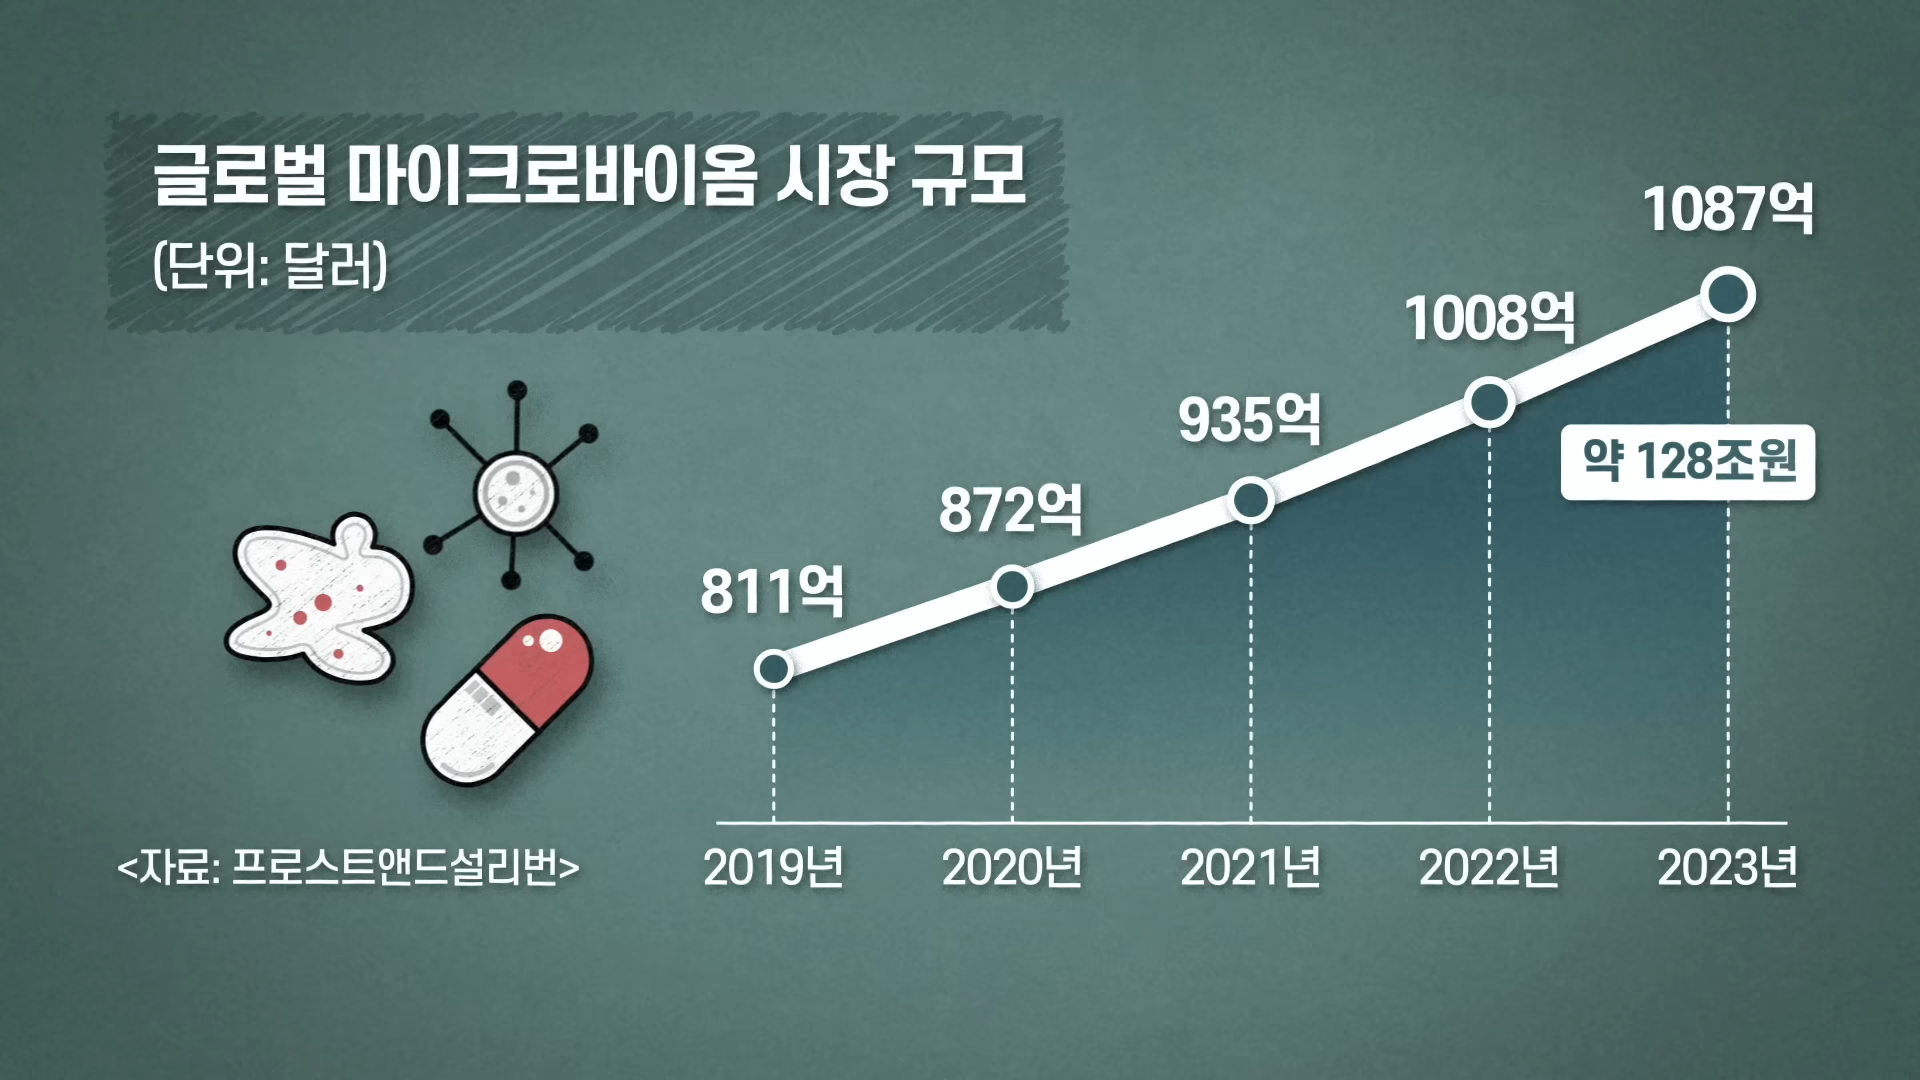 글로벌 마이크로바이옴 시장 규모
(단위: 달러)
811억
872억
935억
1008억
1087억
약 128조원
2019년
2020년
2021년
2022년
2023년
<자료: 프로스트앤드설리번>